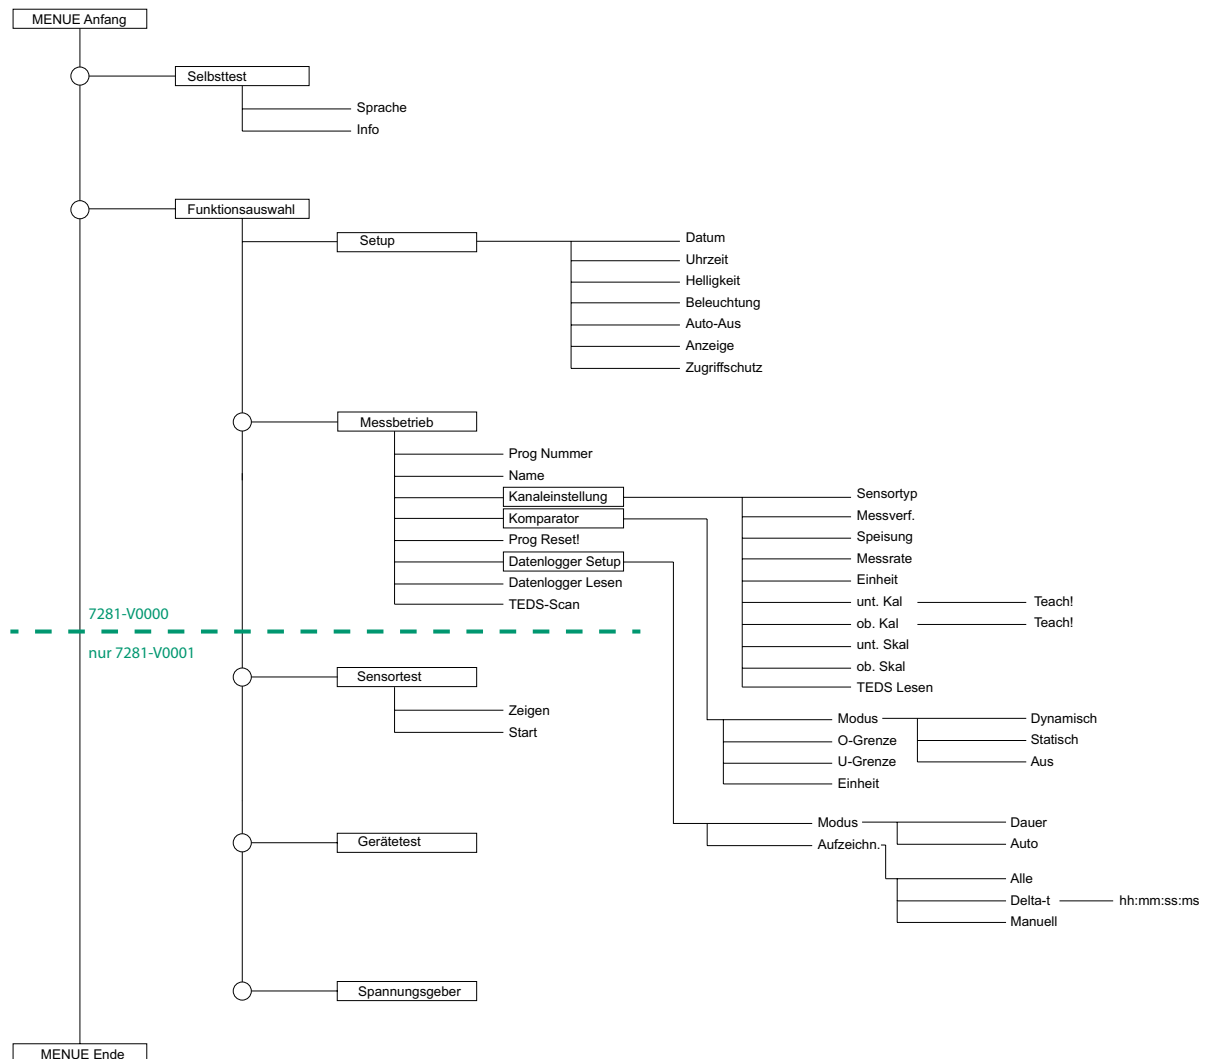 MENUE Anfang
Selbsttest
Sprache
Info
Funktionsauswahl
Setup
Datum
Uhrzeit
Helligkeit
Beleuchtung
Auto-Aus
Anzeige
Zugriffschutz
Messbetrieb
Prog Nummer
Name
Kanaleinstellung
Komparator
Prog Reset!
Datenlogger Setup
Datenlogger Lesen
TEDS-Scan
Sensortyp
Messverf.
Speisung
Messrate
Einheit
unt. Kal
Teach!
ob. Kal
Teach!
unt. Skal
ob. Skal
TEDS Lesen
7281-V0000
nur 7281-V0001
Sensortest
Zeigen
Start
Modus
Dynamisch
O-Grenze
Statisch
U-Grenze
Aus
Einheit
Modus
Dauer
Aufzeichn.
Auto
Alle
Delta-t
hh:mm:ss:ms
Manuell
Gerätetest
Spannungsgeber
MENUE Ende